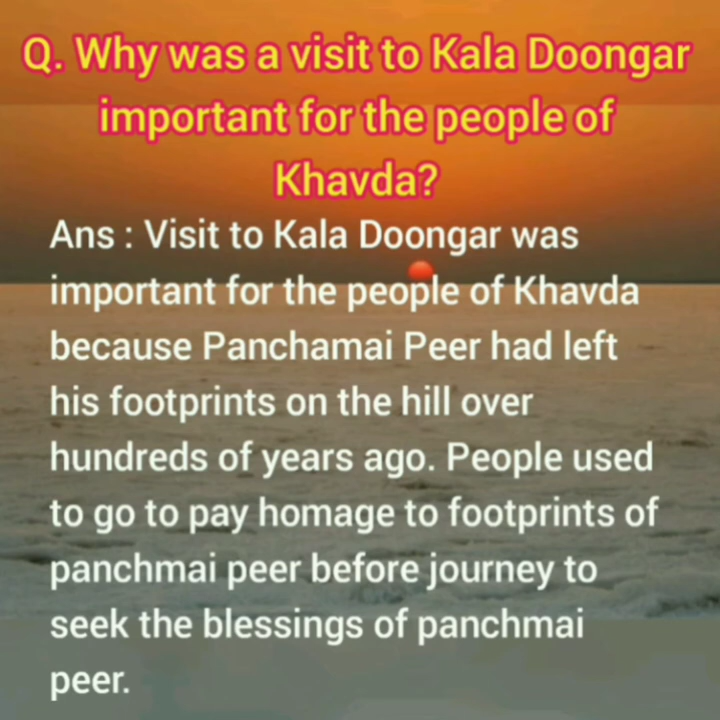 Q. Why was a visit to Kala Doongar
important for the people of
Khavda?
Ans : Visit to Kala Doongar was
important for the people of Khavda
because Panchamai Peer had left
his footprints on the hill over
hundreds of years ago. People used
to go to pay homage to footprints of
panchmai peer before journey to
seek the blessings of panchmai
peer.